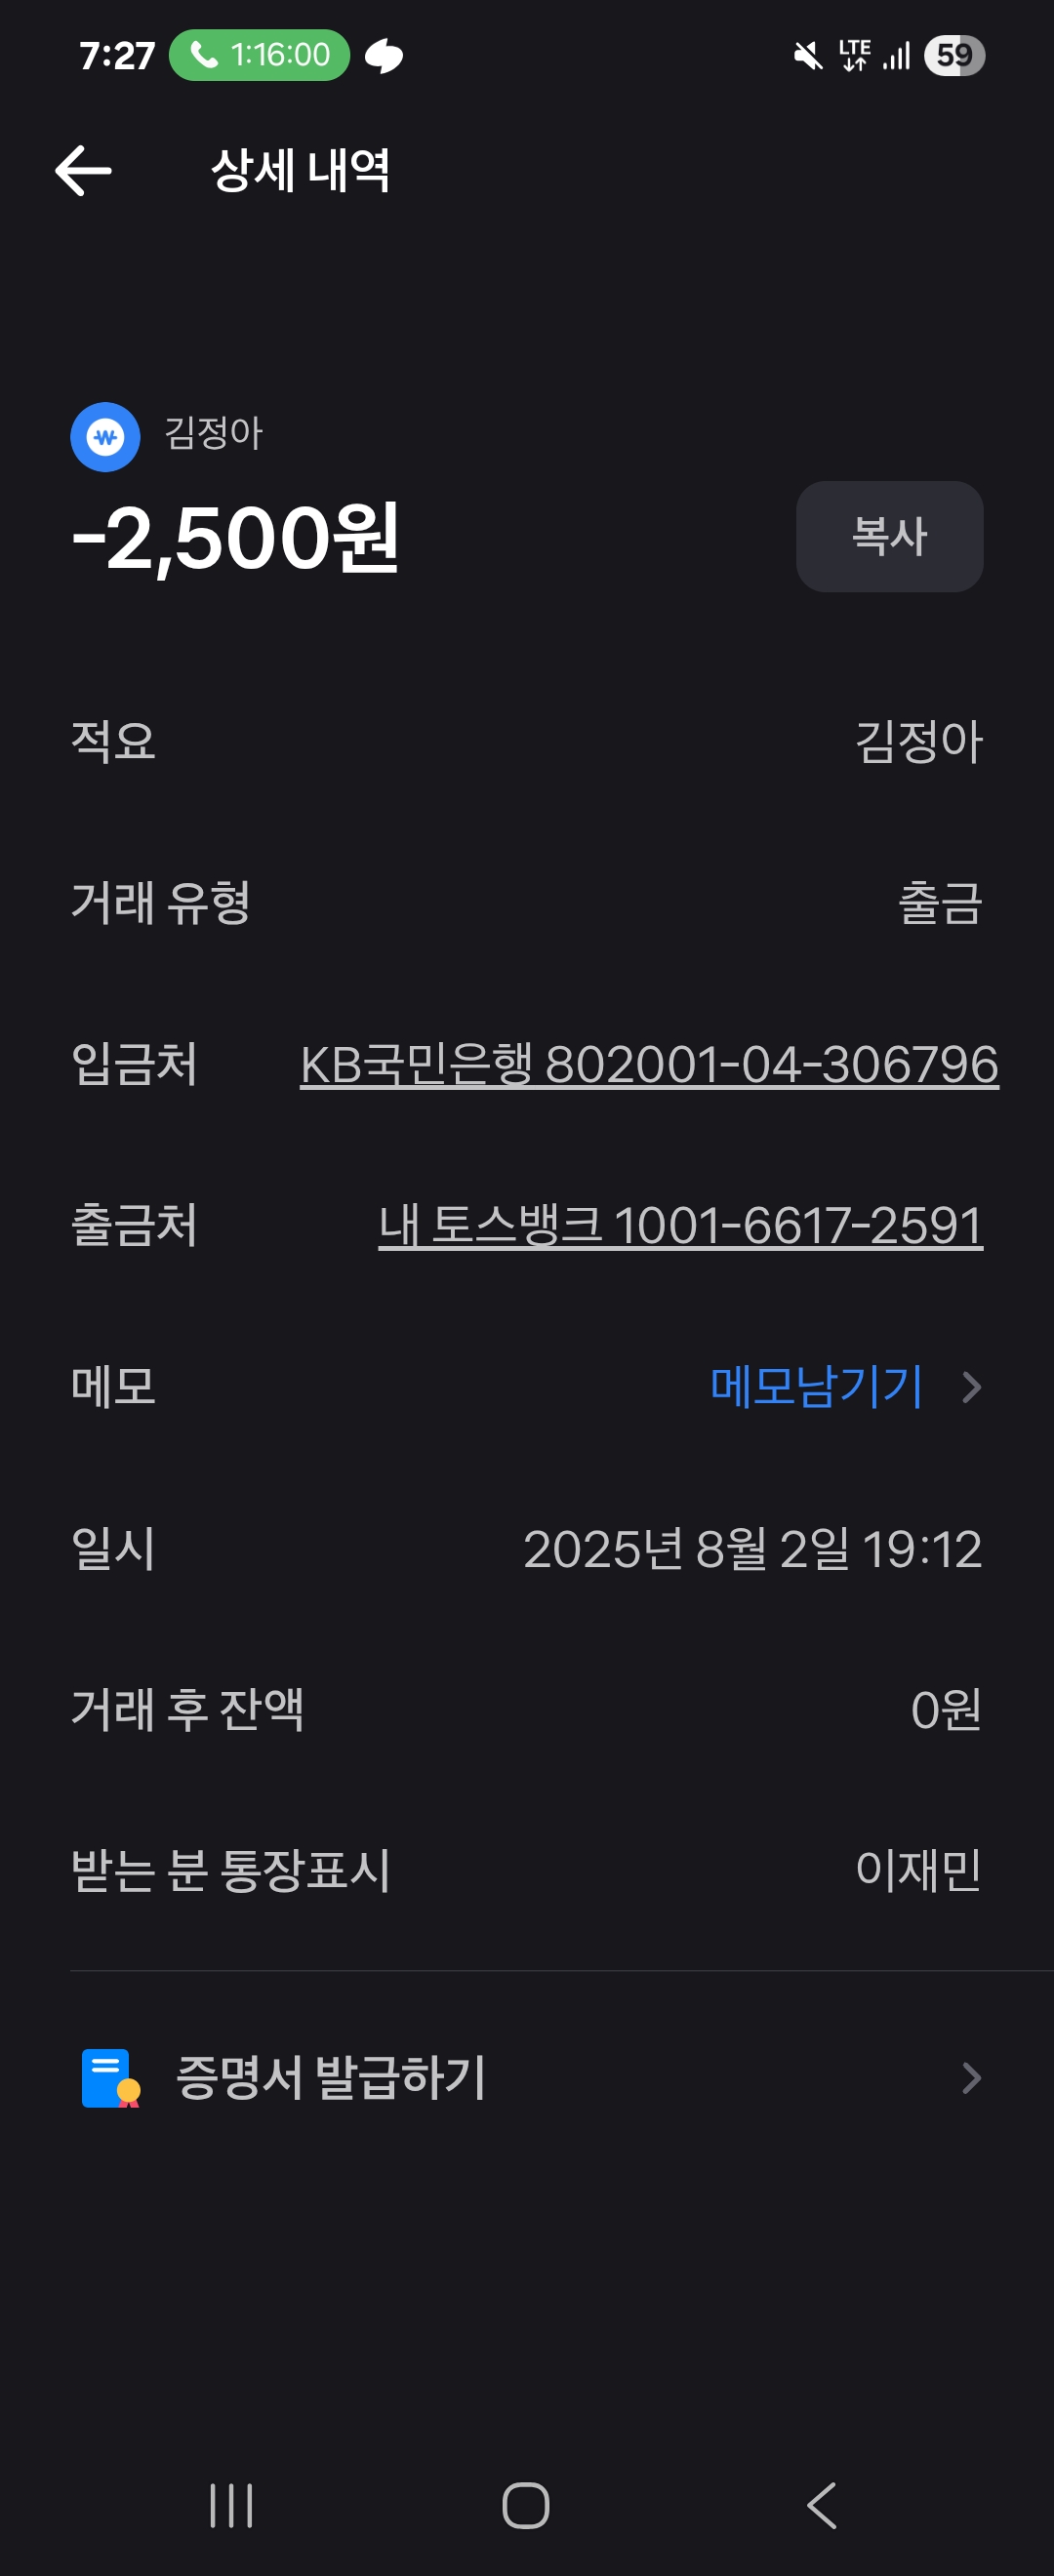 7:27 1:16:00 LTE 59
상세 내역
김정아
-2,500원
복사
적요 김정아
거래 유형 출금
입금처 KB국민은행 802001-04-306796
출금처 내 토스뱅크 1001-6617-2591
메모 메모남기기
일시 2025년 8월 2일 19:12
거래 후 잔액 0원
받는 분 통장표시 이재민
증명서 발급하기